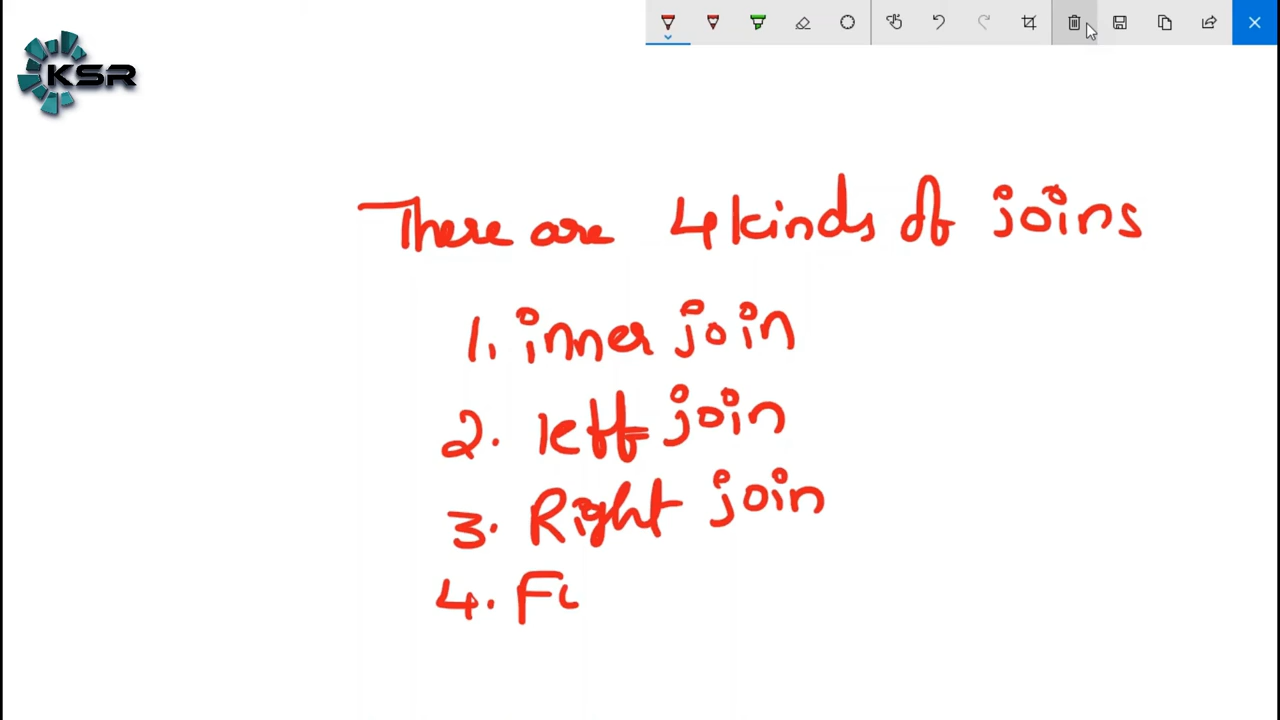 KSR
There are 4 kinds of joins
1. inner join
2. left join
3. Right join
4. Fu